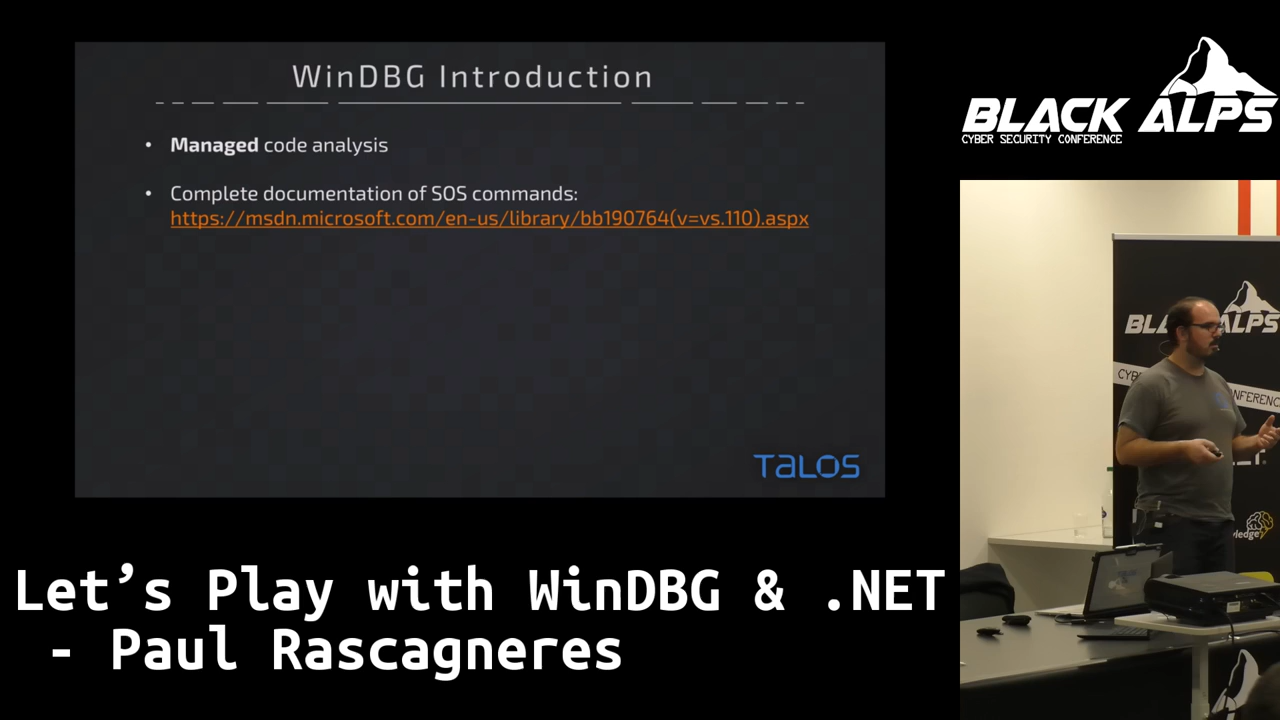 WinDBG Introduction
• Managed code analysis
• Complete documentation of SOS commands:
https://msdn.microsoft.com/en-us/library/bb190764(v=vs.110).aspx
TALOS
Let’s Play with WinDBG & .NET
- Paul Rascagneres
BLACK ALPS
CYBER SECURITY CONFERENCE
ALPS